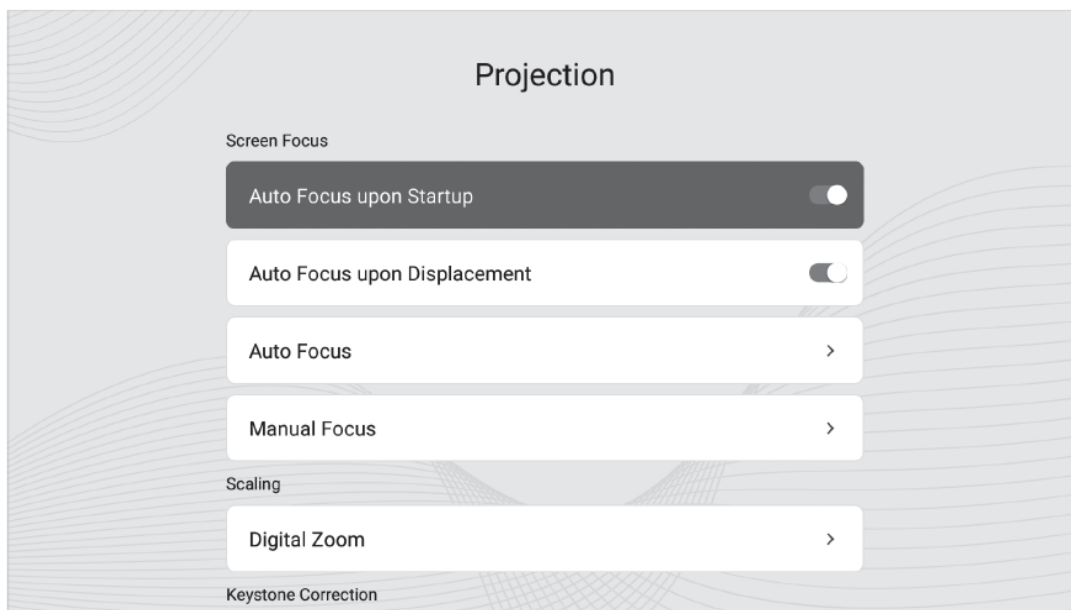 Projection
Screen Focus
Auto Focus upon Startup
Auto Focus upon Displacement
Auto Focus
Manual Focus
Scaling
Digital Zoom
Keystone Correction